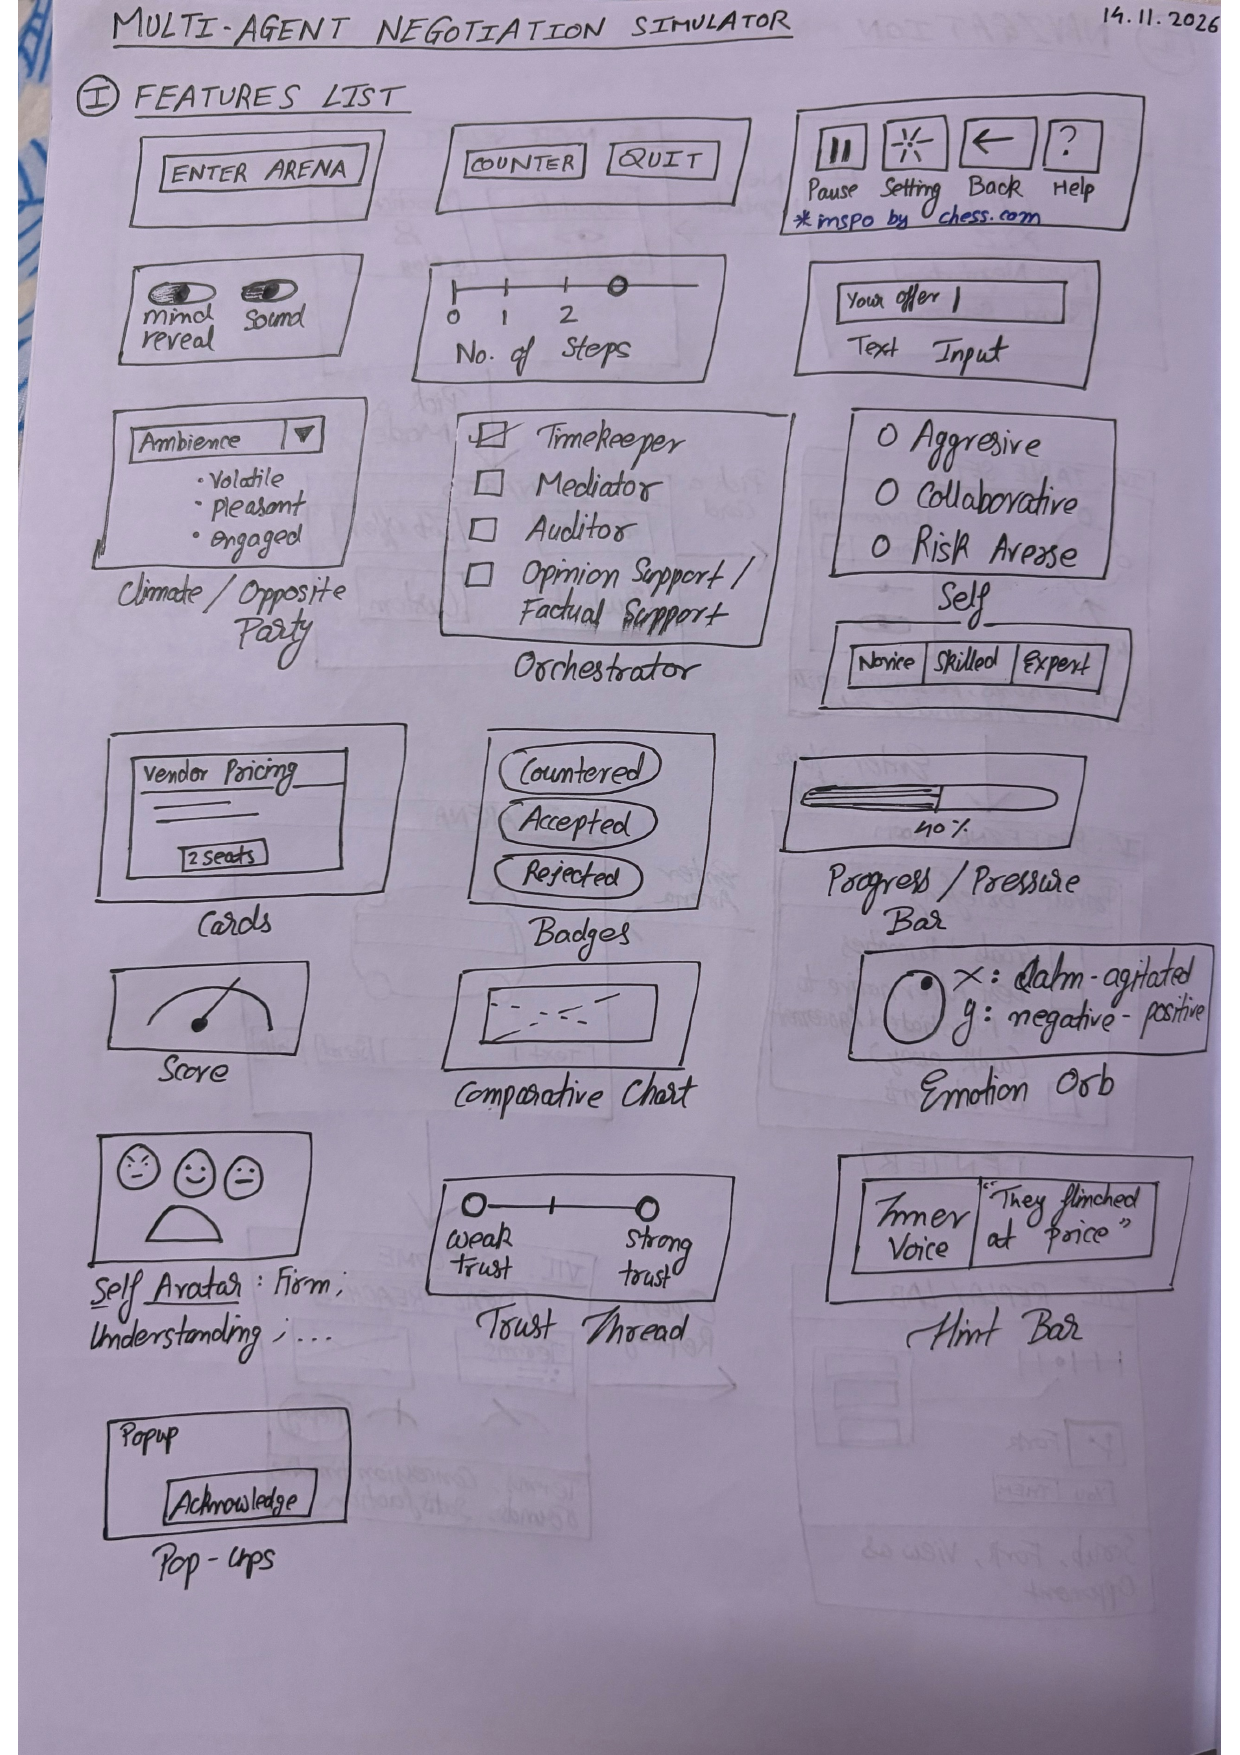 MULTI-AGENT NEGOTIATION SIMULATOR
14.11.2026
I FEATURES LIST
ENTER ARENA
COUNTER QUIT
Pause Setting Back Help
* inspo by chess.com
mind reveal
Sound
0 1 2
No. of Steps
Your offer |
Text Input
Ambience
• Volatile
• pleasant
• engaged
Climate / Opposite
Party
Timekeeper
Mediator
Auditor
Opinion Support /
Factual Support
Orchestrator
Aggresive
Collaborative
Risk Averse
Self
Novice Skilled Expert
Vendor Pricing
2 seats
Cards
Countered
Accepted
Rejected
Badges
40%
Progress / Pressure
Bar
Score
Comparative Chart
x: calm-agitated
y: negative-positive
Emotion Orb
Self Avatar : Firm;
Understanding; ...
weak trust
strong trust
Trust Thread
Inner Voice
"They flinched
at price"
Hint Bar
Popup
Acknowledge
Pop-ups